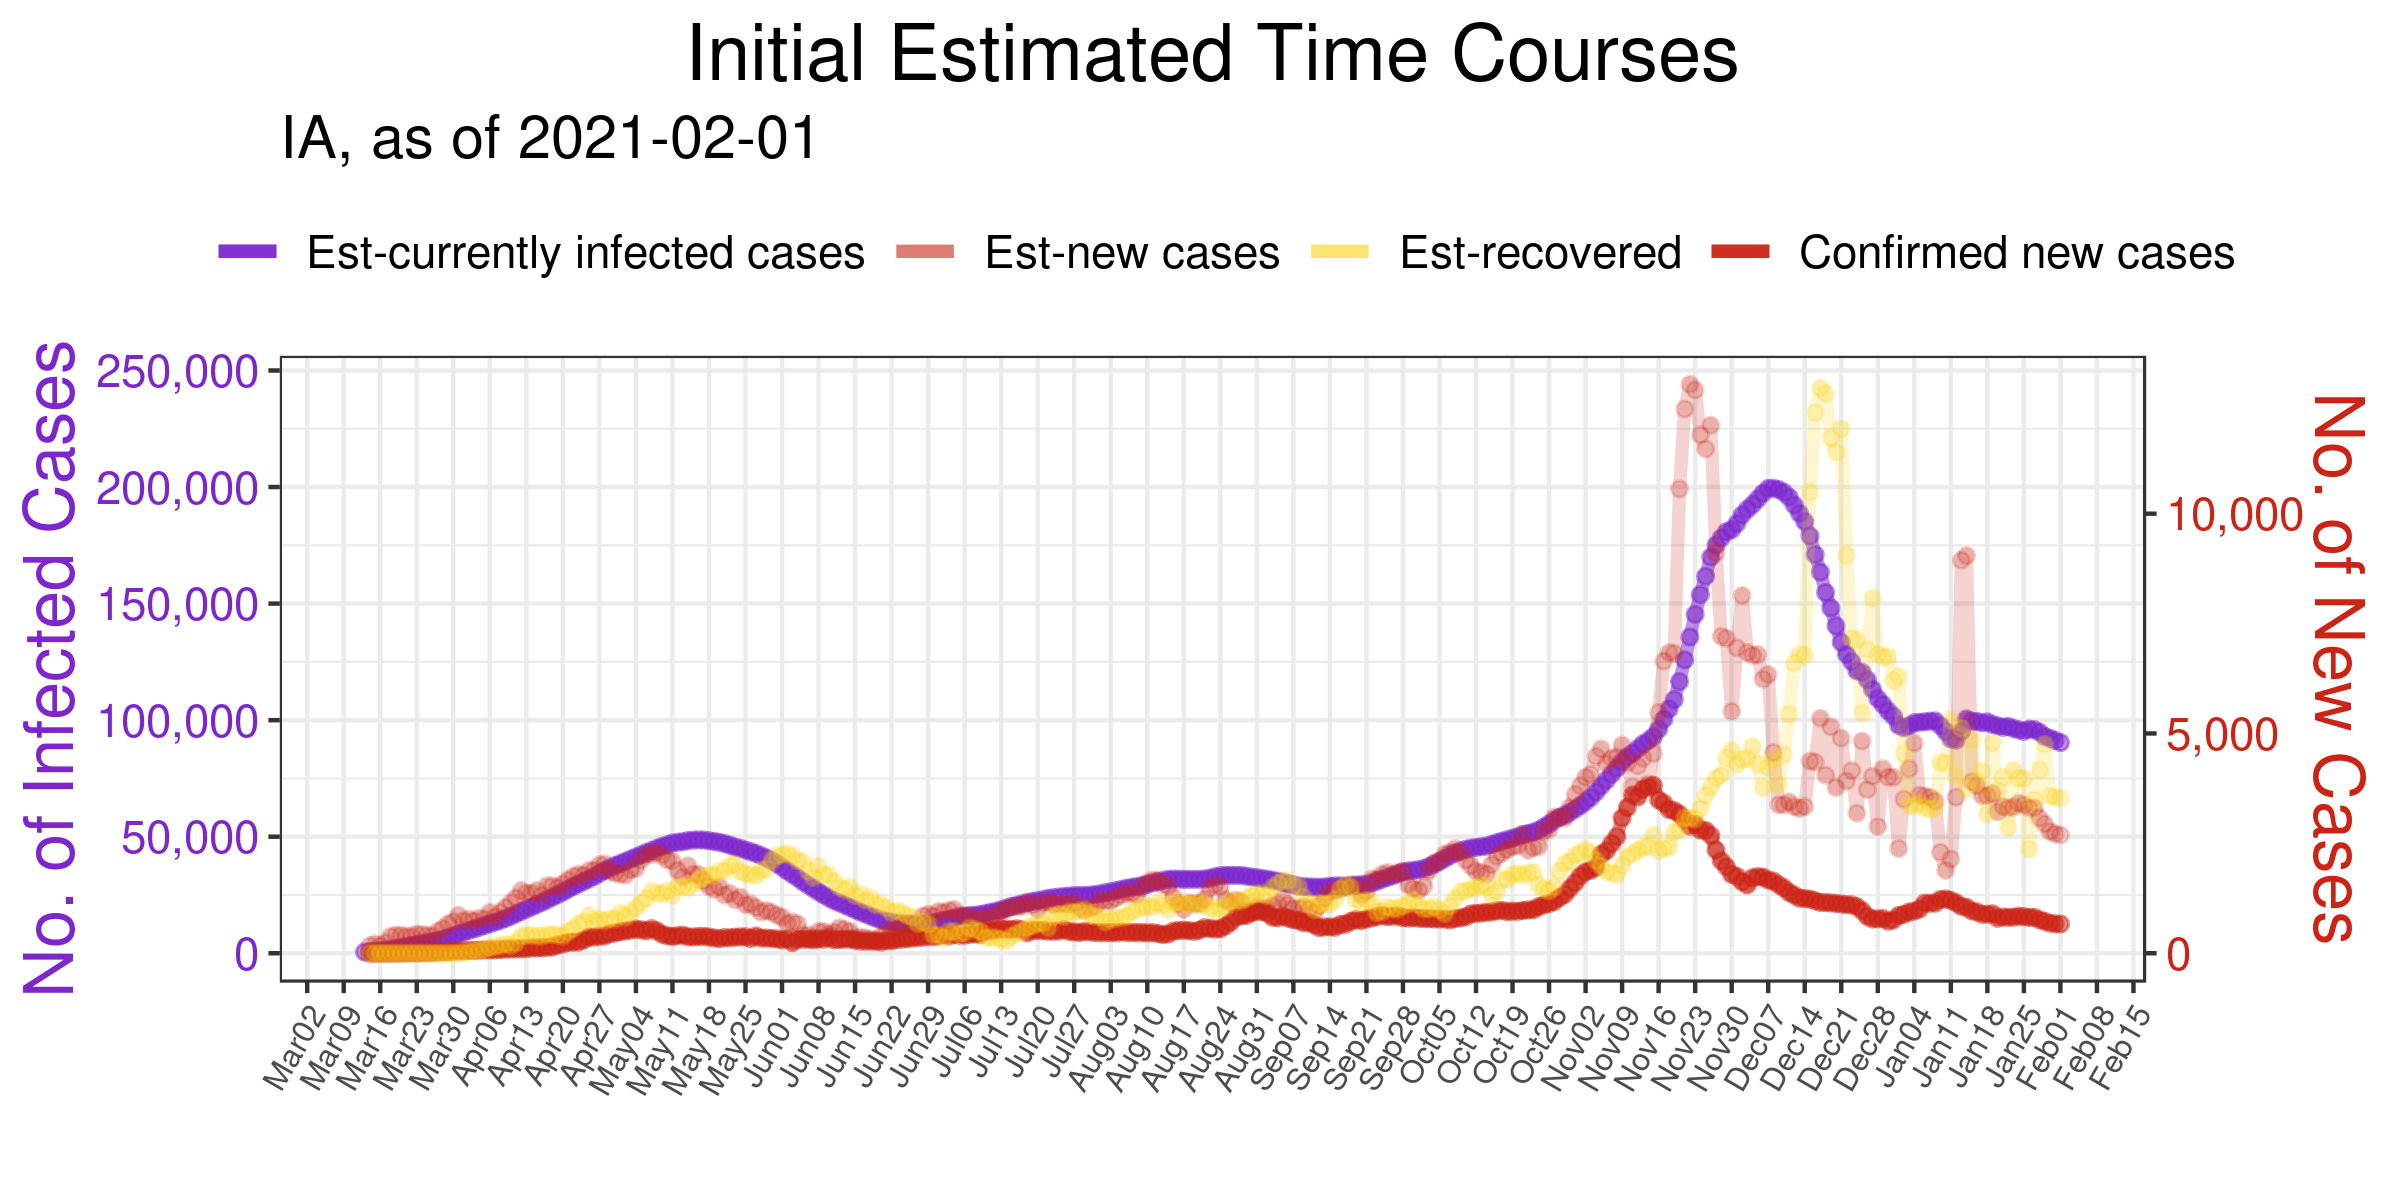 Initial Estimated Time Courses
IA, as of 2021-02-01
Est-currently infected cases Est-new cases Est-recovered Confirmed new cases
No. of Infected Cases
250,000
200,000
150,000
100,000
50,000
0
10,000
5,000
0
No. of New Cases
Mar02 Mar09 Mar16 Mar23 Mar30 Apr06 Apr13 Apr20 Apr27 May04 May11 May18 May25 Jun01 Jun08 Jun15 Jun22 Jun29 Jul06 Jul13 Jul20 Jul27 Aug03 Aug10 Aug17 Aug24 Aug31 Sep07 Sep14 Sep21 Sep28 Oct05 Oct12 Oct19 Oct26 Nov02 Nov09 Nov16 Nov23 Nov30 Dec07 Dec14 Dec21 Dec28 Dec04 Jan11 Jan18 Jan25 Feb01 Feb08 Feb15